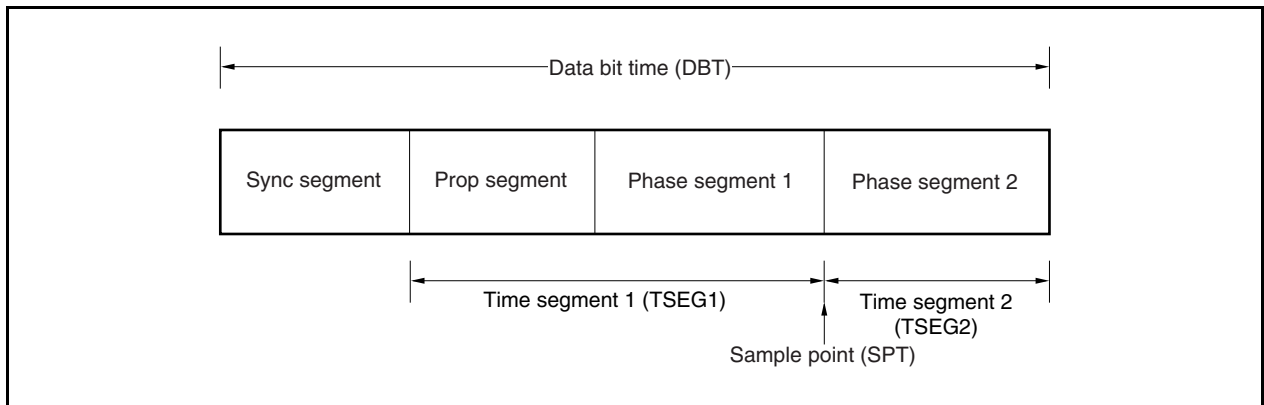 Data bit time (DBT)
Sync segment
Prop segment
Phase segment 1
Phase segment 2
Time segment 1 (TSEG1)
Time segment 2
(TSEG2)
Sample point (SPT)